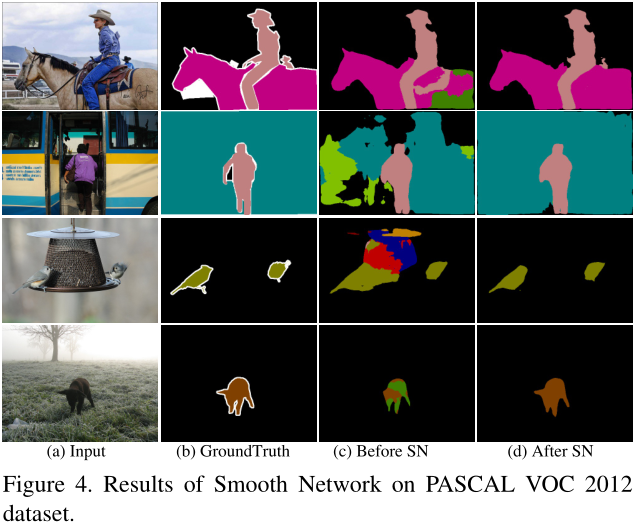 (a) Input
(b) GroundTruth
(c) Before SN
(d) After SN
Figure 4. Results of Smooth Network on PASCAL VOC 2012
dataset.